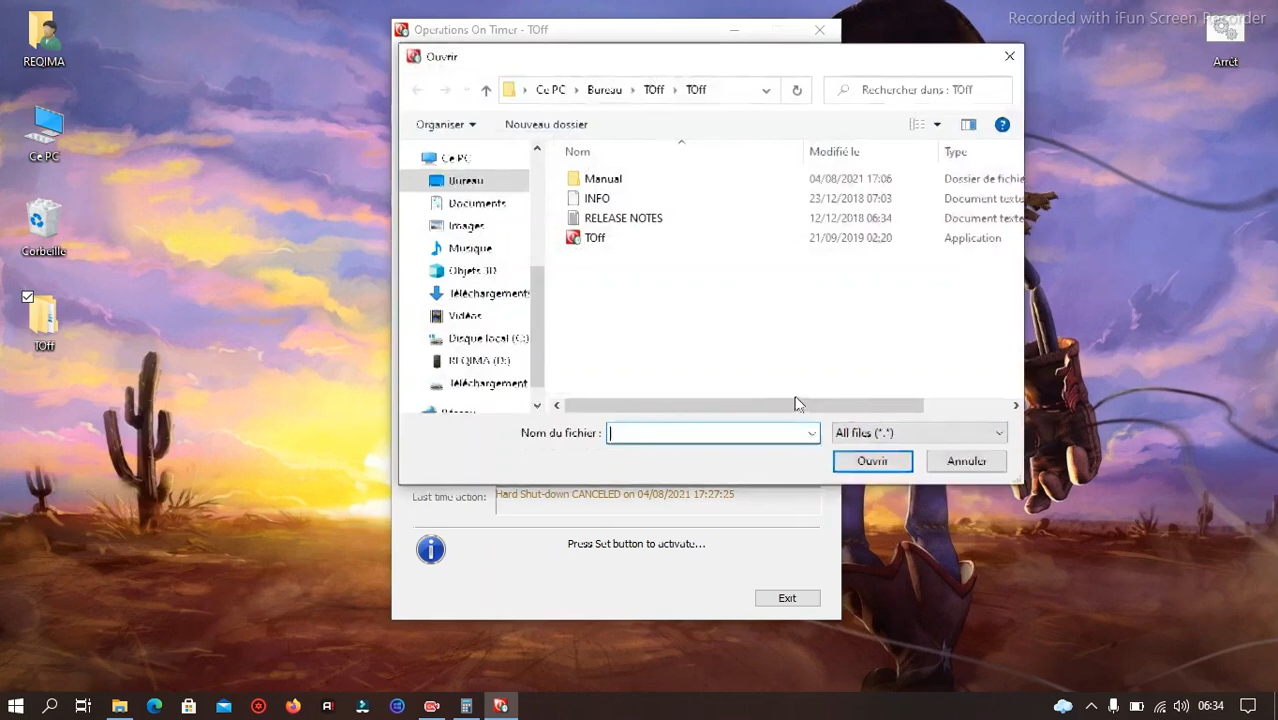 Recorded with iFun Screen Recorder
REQIMA
Ce PC
Corbeille
TOff
Arrêt
Operations On Timer - TOff
Ouvrir
Ce PC > Bureau > TOff > TOff
Rechercher dans : TOff
Organiser
Nouveau dossier
Ce PC
Bureau
Documents
Images
Musique
Objets 3D
Téléchargements
Vidéos
Disque local (C:)
REQIMA (D:)
Téléchargement
Nom Modifié le Type
Manual 04/08/2021 17:06 Dossier de fichie
INFO 23/12/2018 07:03 Document texte
RELEASE NOTES 12/12/2018 06:34 Document texte
TOff 21/09/2019 02:20 Application
Nom du fichier :
All files (*.*)
Ouvrir
Annuler
Last time action: Hard Shut-down CANCELED on 04/08/2021 17:27:25
Press Set button to activate...
Exit
06:34